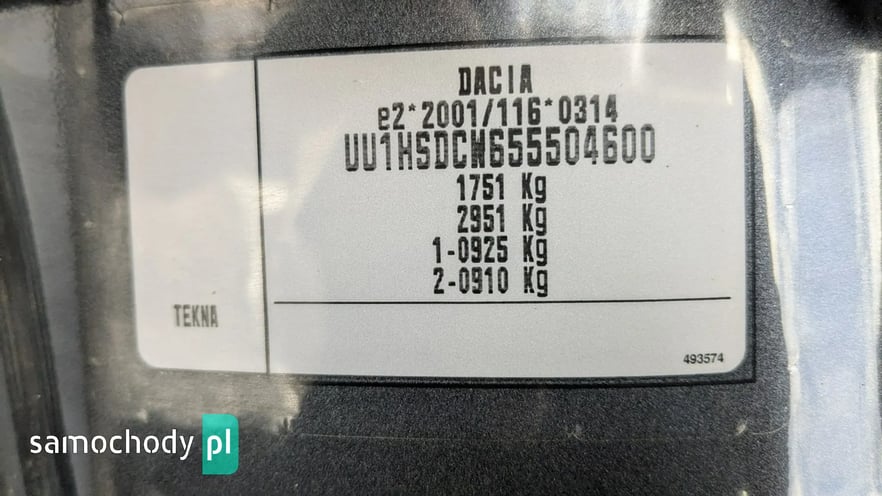 DACIA
e2*2001/116*0314
UU1HSDCW655504600
1751 Kg
2951 Kg
1-0925 Kg
2-0910 Kg
TEKNA
493574
samochody pl